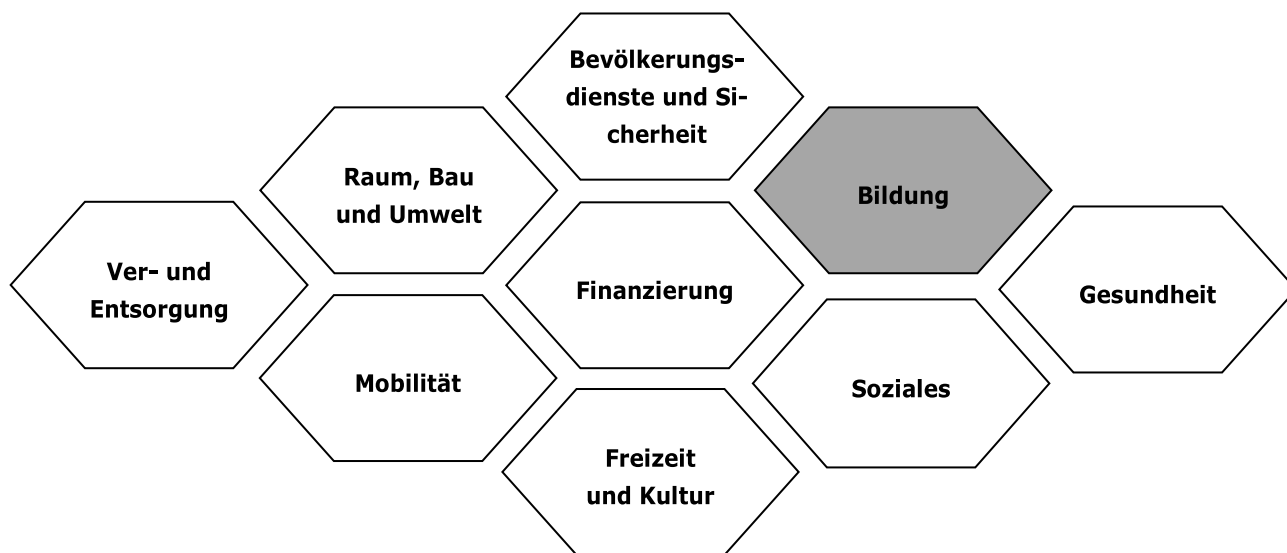 Bevölkerungs-
dienste und Si-
cherheit
Raum, Bau
und Umwelt
Bildung
Ver- und
Entsorgung
Finanzierung
Gesundheit
Mobilität
Soziales
Freizeit
und Kultur